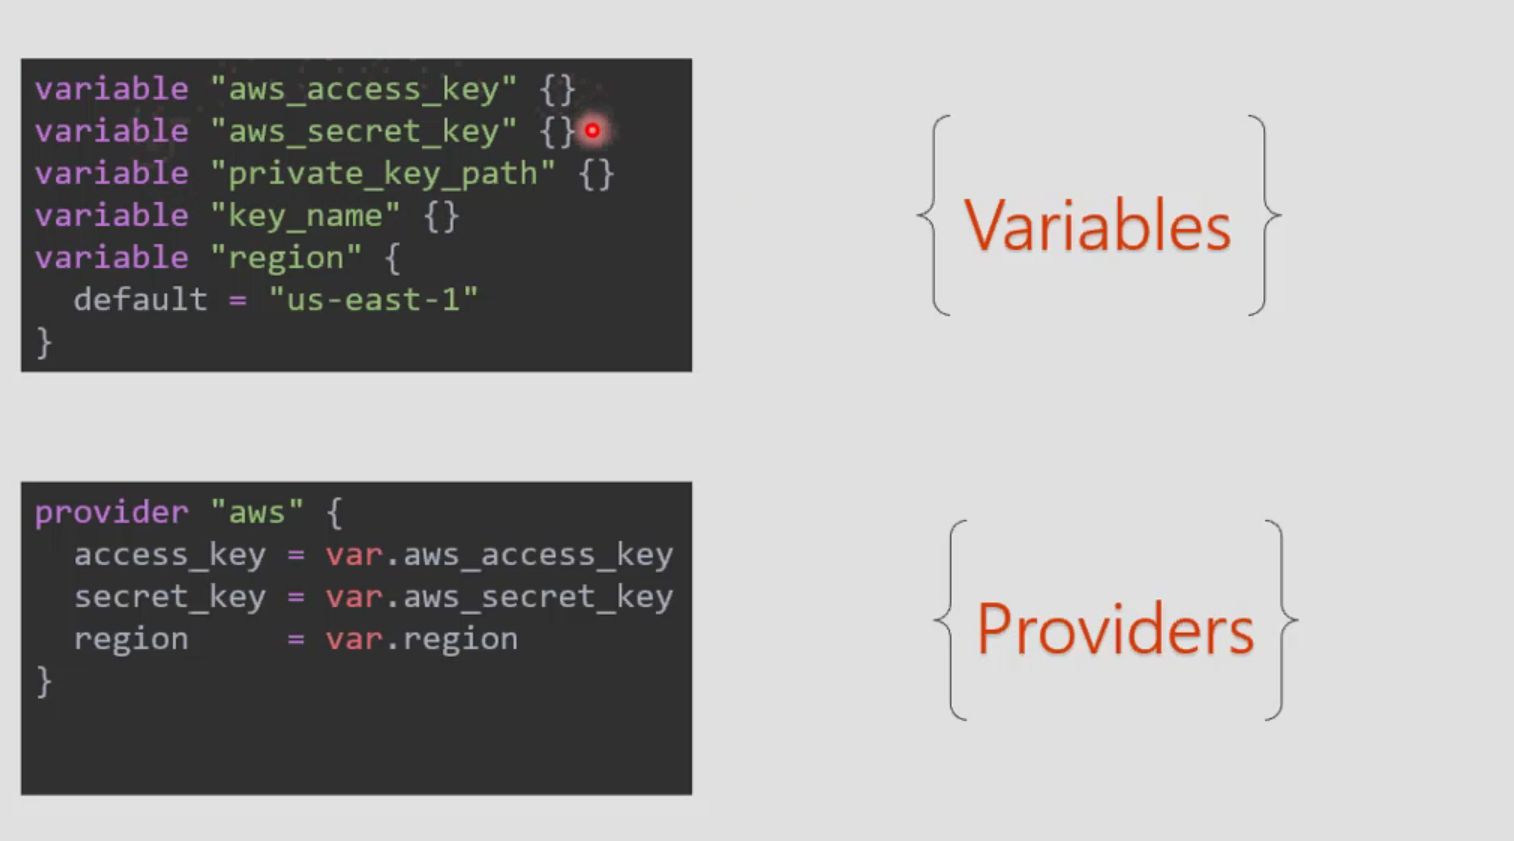 variable "aws_access_key" {}
variable "aws_secret_key" {}
variable "private_key_path" {}
variable "key_name" {}
variable "region" {
  default = "us-east-1"
}
Variables
provider "aws" {
  access_key = var.aws_access_key
  secret_key = var.aws_secret_key
  region     = var.region
}
Providers